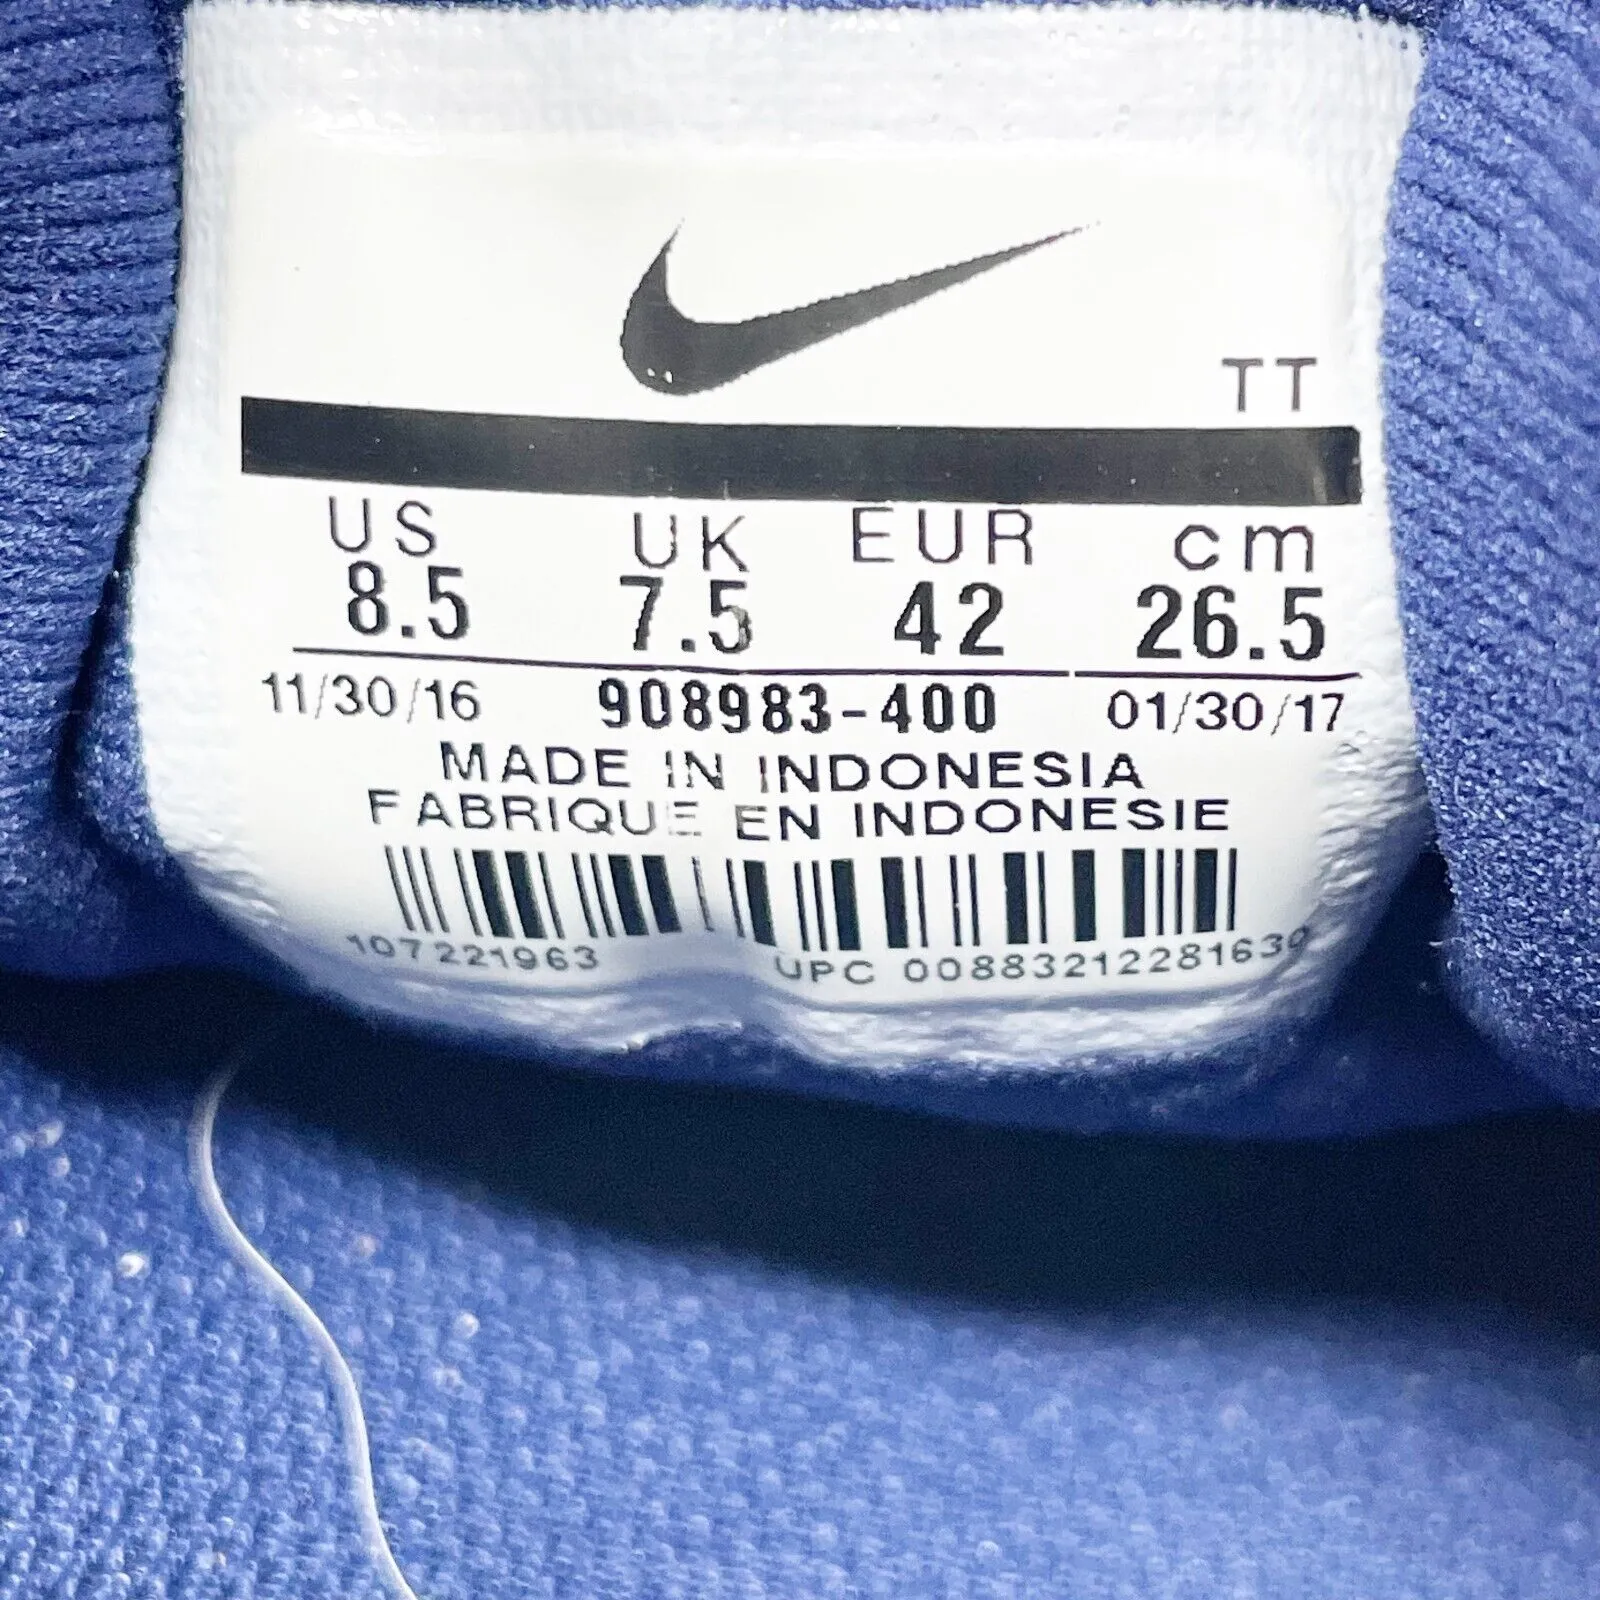 TT
US UK EUR cm
8.5 7.5 42 26.5
11/30/16 908983-400 01/30/17
MADE IN INDONESIA
FABRIQUE EN INDONESIE
107221963 UPC 00883212281630